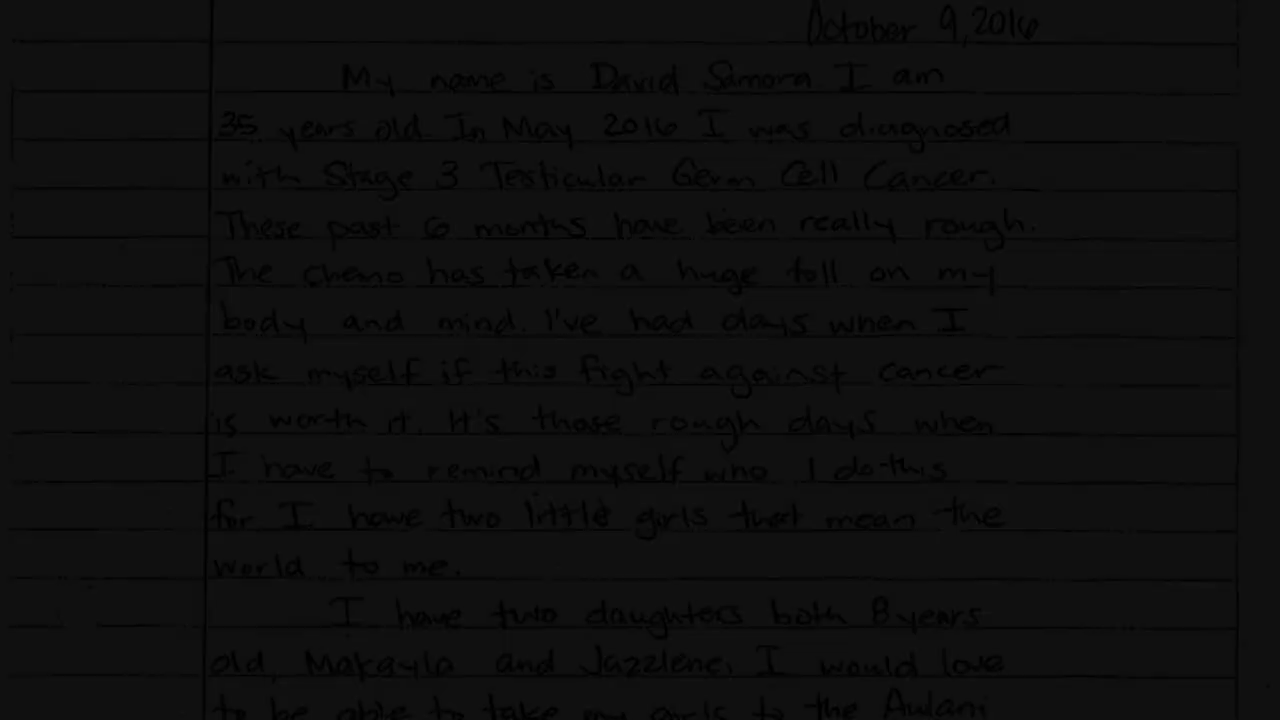 October 9, 2016
My name is David Samora I am
35 years old. In May 2016 I was diagnosed
with Stage 3 Testicular Germ Cell Cancer.
These past 6 months have been really rough.
The chemo has taken a huge toll on my
body and mind. I've had days when I
ask myself if this fight against cancer
is worth it. It's those rough days when
I have to remind myself who I do this
for I have two little girls that mean the
world to me.
I have two daughters both 8 years
old, Makayla and Jazzlene. I would love
to be able to take my girls to the Aulani